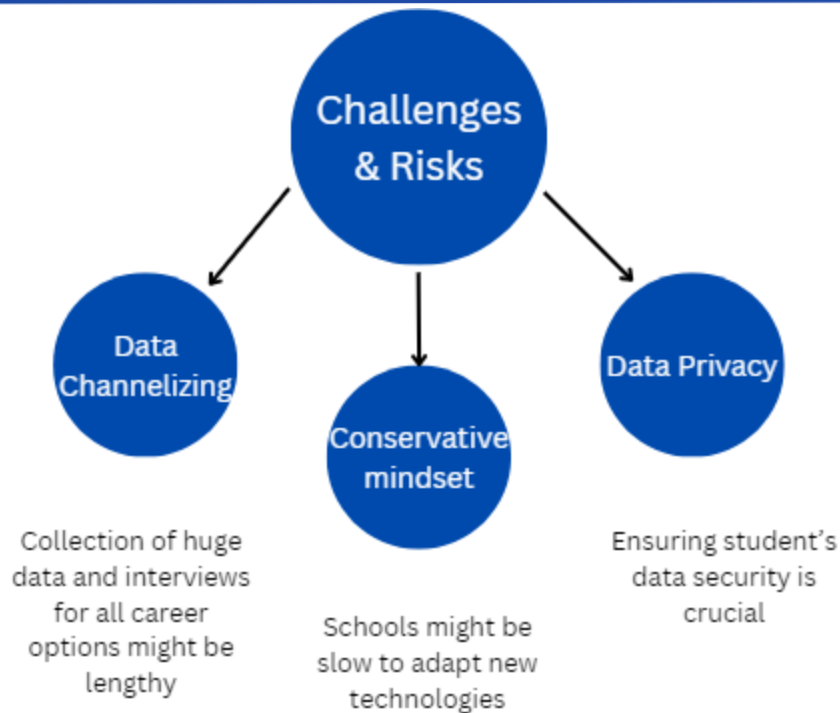 Challenges
& Risks
Data
Channelizing
Conservative
mindset
Data Privacy
Collection of huge
data and interviews
for all career
options might be
lengthy
Schools might be
slow to adapt new
technologies
Ensuring student’s
data security is
crucial